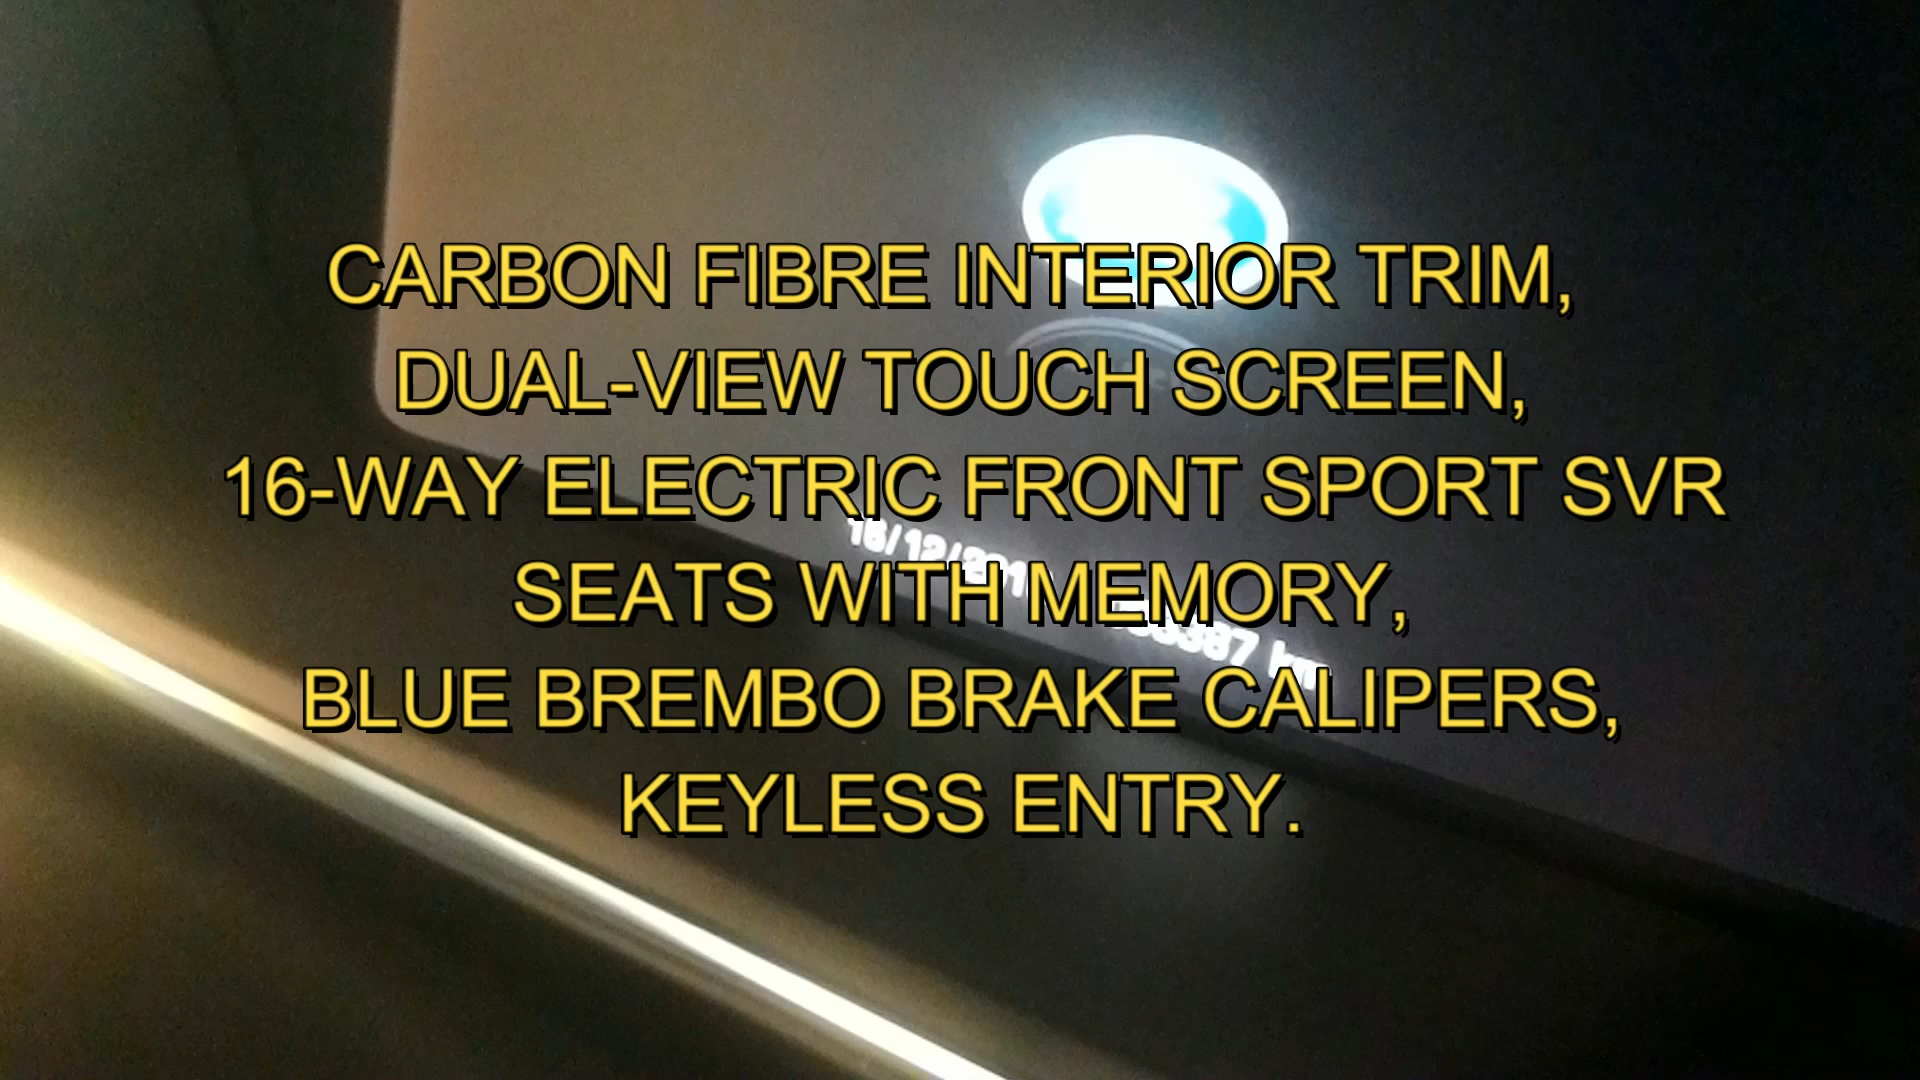 CARBON FIBRE INTERIOR TRIM,
DUAL-VIEW TOUCH SCREEN,
16-WAY ELECTRIC FRONT SPORT SVR
SEATS WITH MEMORY,
BLUE BREMBO BRAKE CALIPERS,
KEYLESS ENTRY.
km